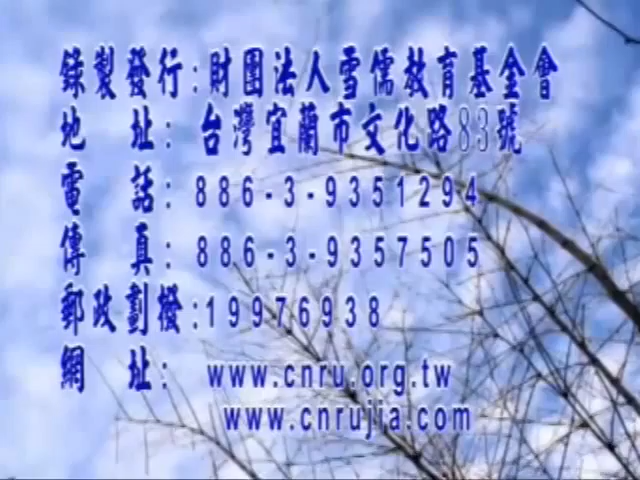 錄製發行:財團法人雪儒教育基金會
地 址: 台灣宜蘭市文化路83號
電 話: 886-3-9351294
傳 真: 886-3-9357505
郵政劃撥:19976938
網 址: www.cnru.org.tw
www.cnrujia.com